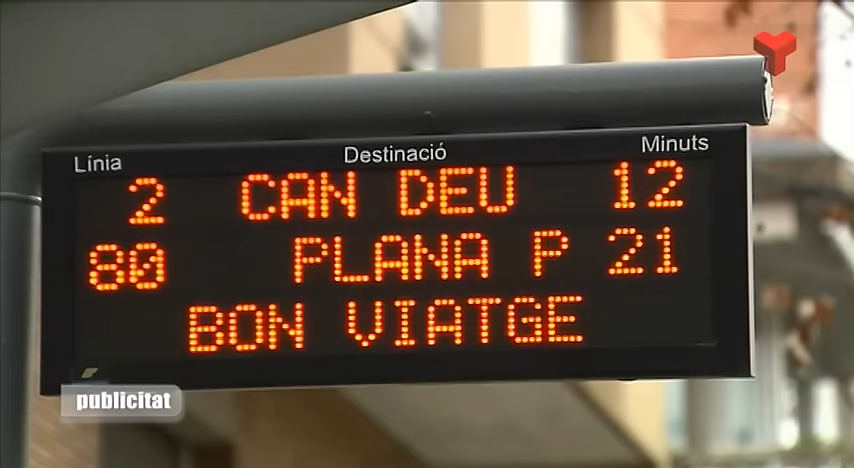 Línia Destinació Minuts
2 CAN DEU 12
80 PLANA P 21
BON VIATGE
publicitat